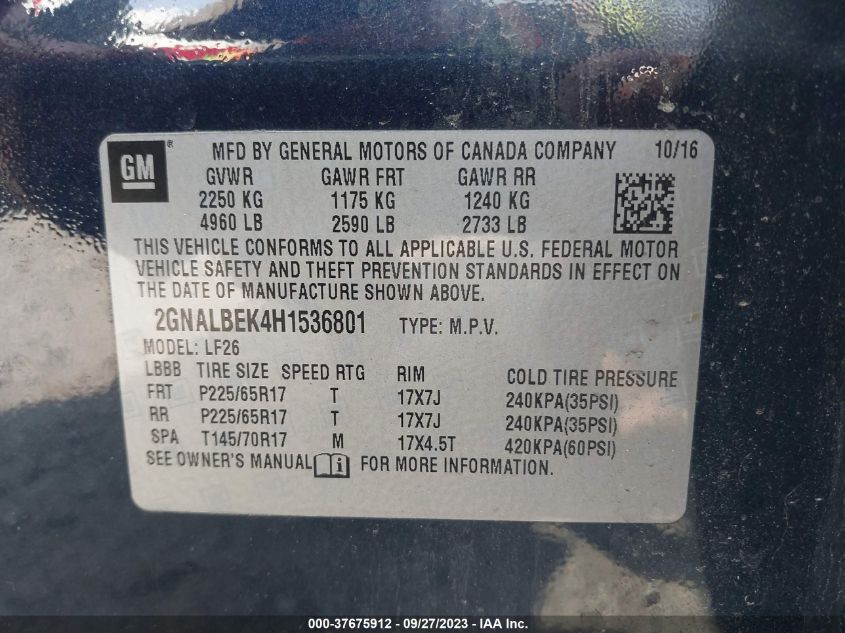 GM ® MFD BY GENERAL MOTORS OF CANADA COMPANY 10/16
GVWR GAWR FRT GAWR RR
2250 KG 1175 KG 1240 KG
4960 LB 2590 LB 2733 LB
THIS VEHICLE CONFORMS TO ALL APPLICABLE U.S. FEDERAL MOTOR
VEHICLE SAFETY AND THEFT PREVENTION STANDARDS IN EFFECT ON
THE DATE OF MANUFACTURE SHOWN ABOVE.
2GNALBEK4H1536801 TYPE: M.P.V.
MODEL: LF26
LBBB TIRE SIZE SPEED RTG RIM COLD TIRE PRESSURE
FRT P225/65R17 T 17X7J 240KPA(35PSI)
RR P225/65R17 T 17X7J 240KPA(35PSI)
SPA T145/70R17 M 17X4.5T 420KPA(60PSI)
SEE OWNER'S MANUAL i FOR MORE INFORMATION.
000-37675912 - 09/27/2023 - IAA Inc.